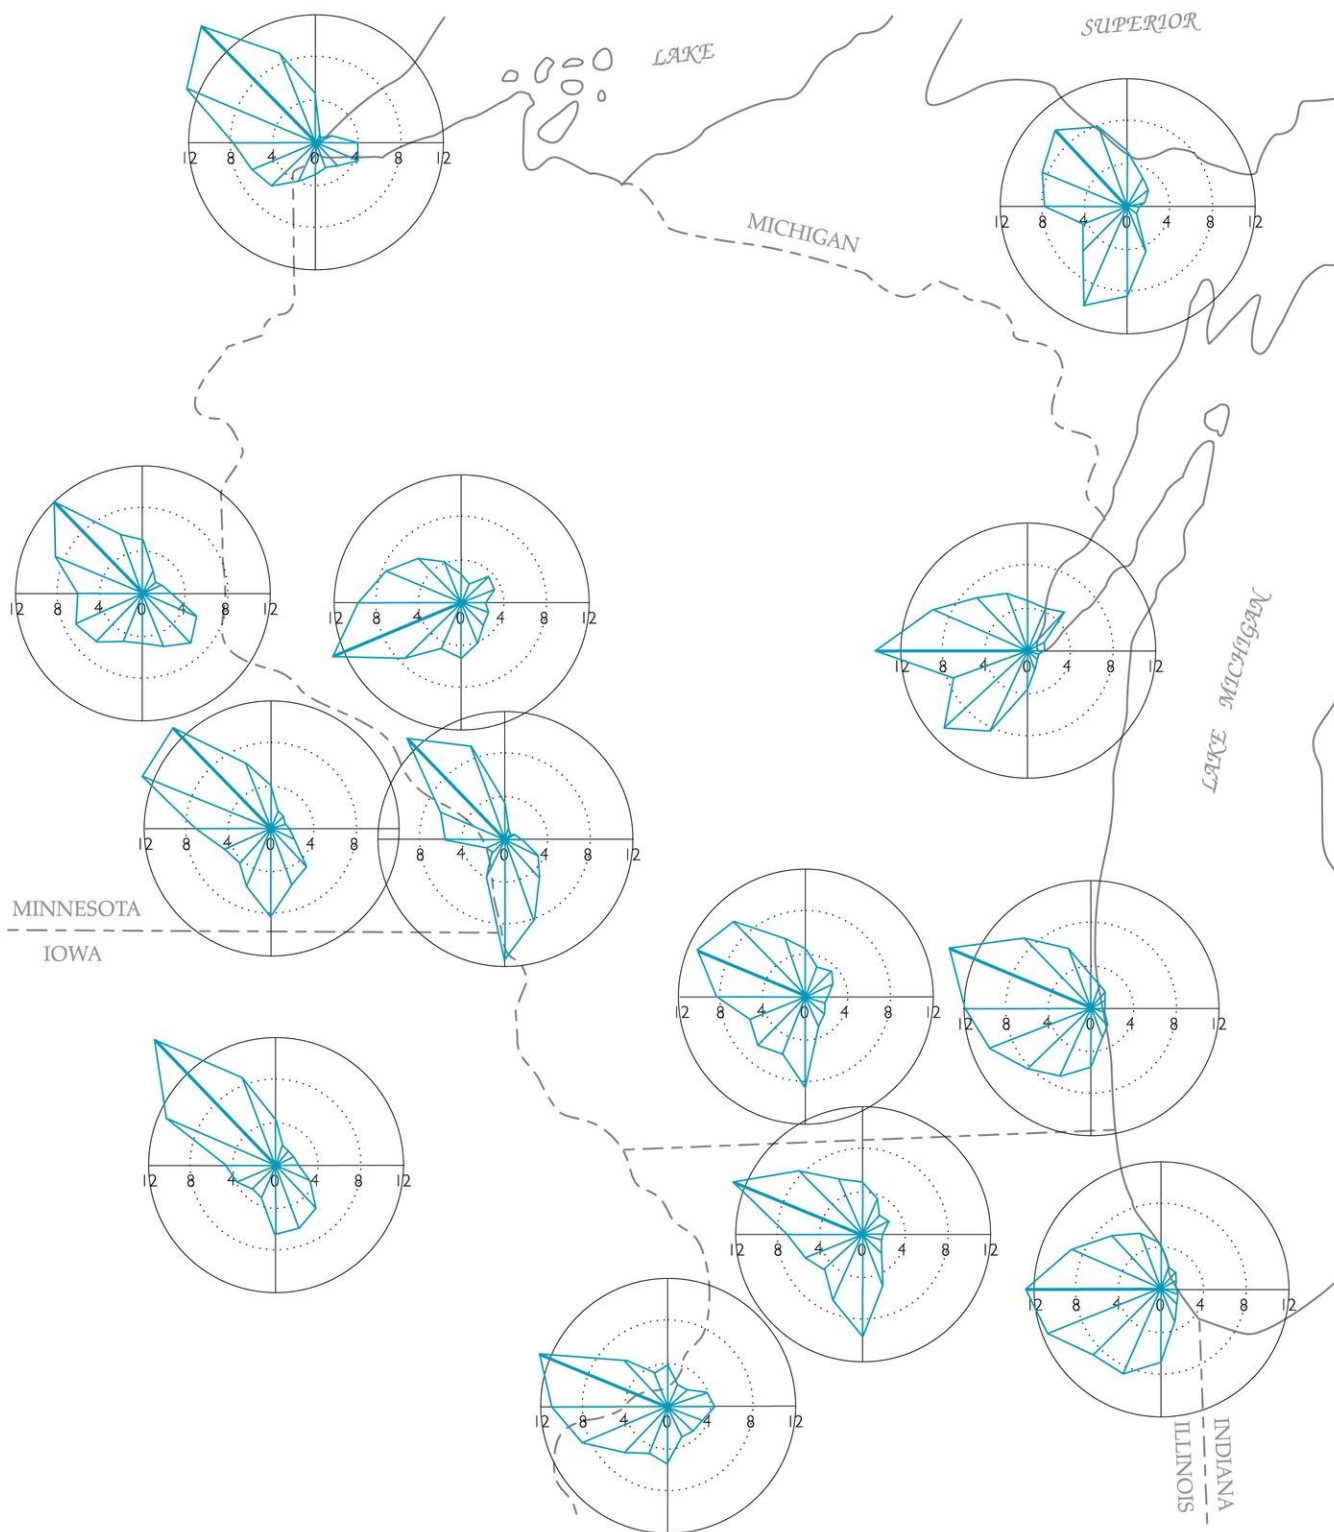 SUPERIOR
LAKE
12 8 4 0 4 8 12
12 8 4 0 4 8 12
MICHIGAN
12 8 4 0 4 8 12
12 8 4 0 4 8 12
12 8 4 0 4 8 12
LAKE MICHIGAN
12 8 4 0 4 8
8 4 0 4 8 12
MINNESOTA
IOWA
12 8 4 0 4 8 12
12 8 4 0 4 8 12
12 8 4 0 4 8 12
12 8 4 0 4 8 12
12 8 4 0 4 8 12
12 8 4 0 4 8 12
ILLINOIS
INDIANA